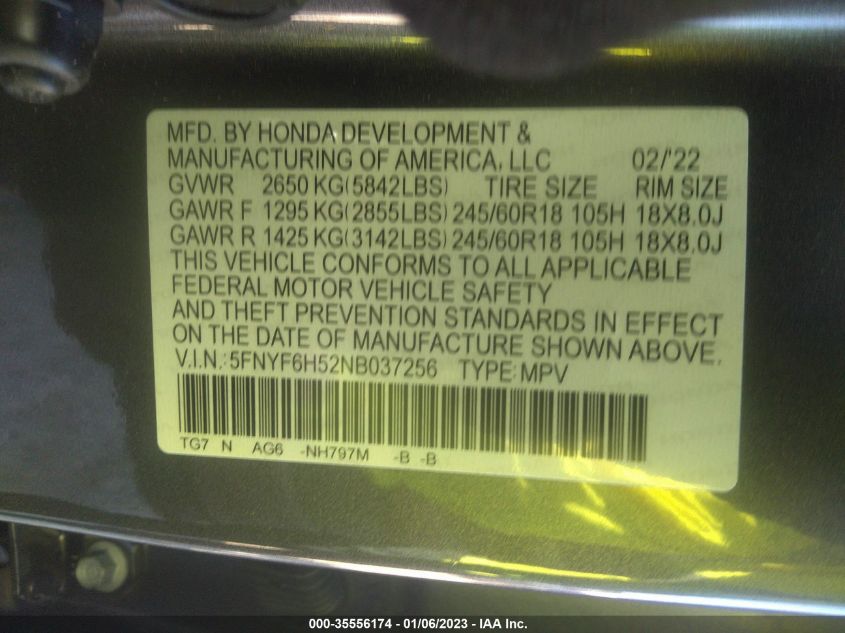 MFD. BY HONDA DEVELOPMENT &
MANUFACTURING OF AMERICA, LLC 02/'22
GVWR 2650 KG(5842LBS) TIRE SIZE RIM SIZE
GAWR F 1295 KG(2855LBS) 245/60R18 105H 18X8.0J
GAWR R 1425 KG(3142LBS) 245/60R18 105H 18X8.0J
THIS VEHICLE CONFORMS TO ALL APPLICABLE
FEDERAL MOTOR VEHICLE SAFETY
AND THEFT PREVENTION STANDARDS IN EFFECT
ON THE DATE OF MANUFACTURE SHOWN ABOVE.
V.I.N.: 5FNYF6H52NB037256 TYPE: MPV
TG7 N AG6 -NH797M -B -B
000-35556174 - 01/06/2023 - IAA Inc.